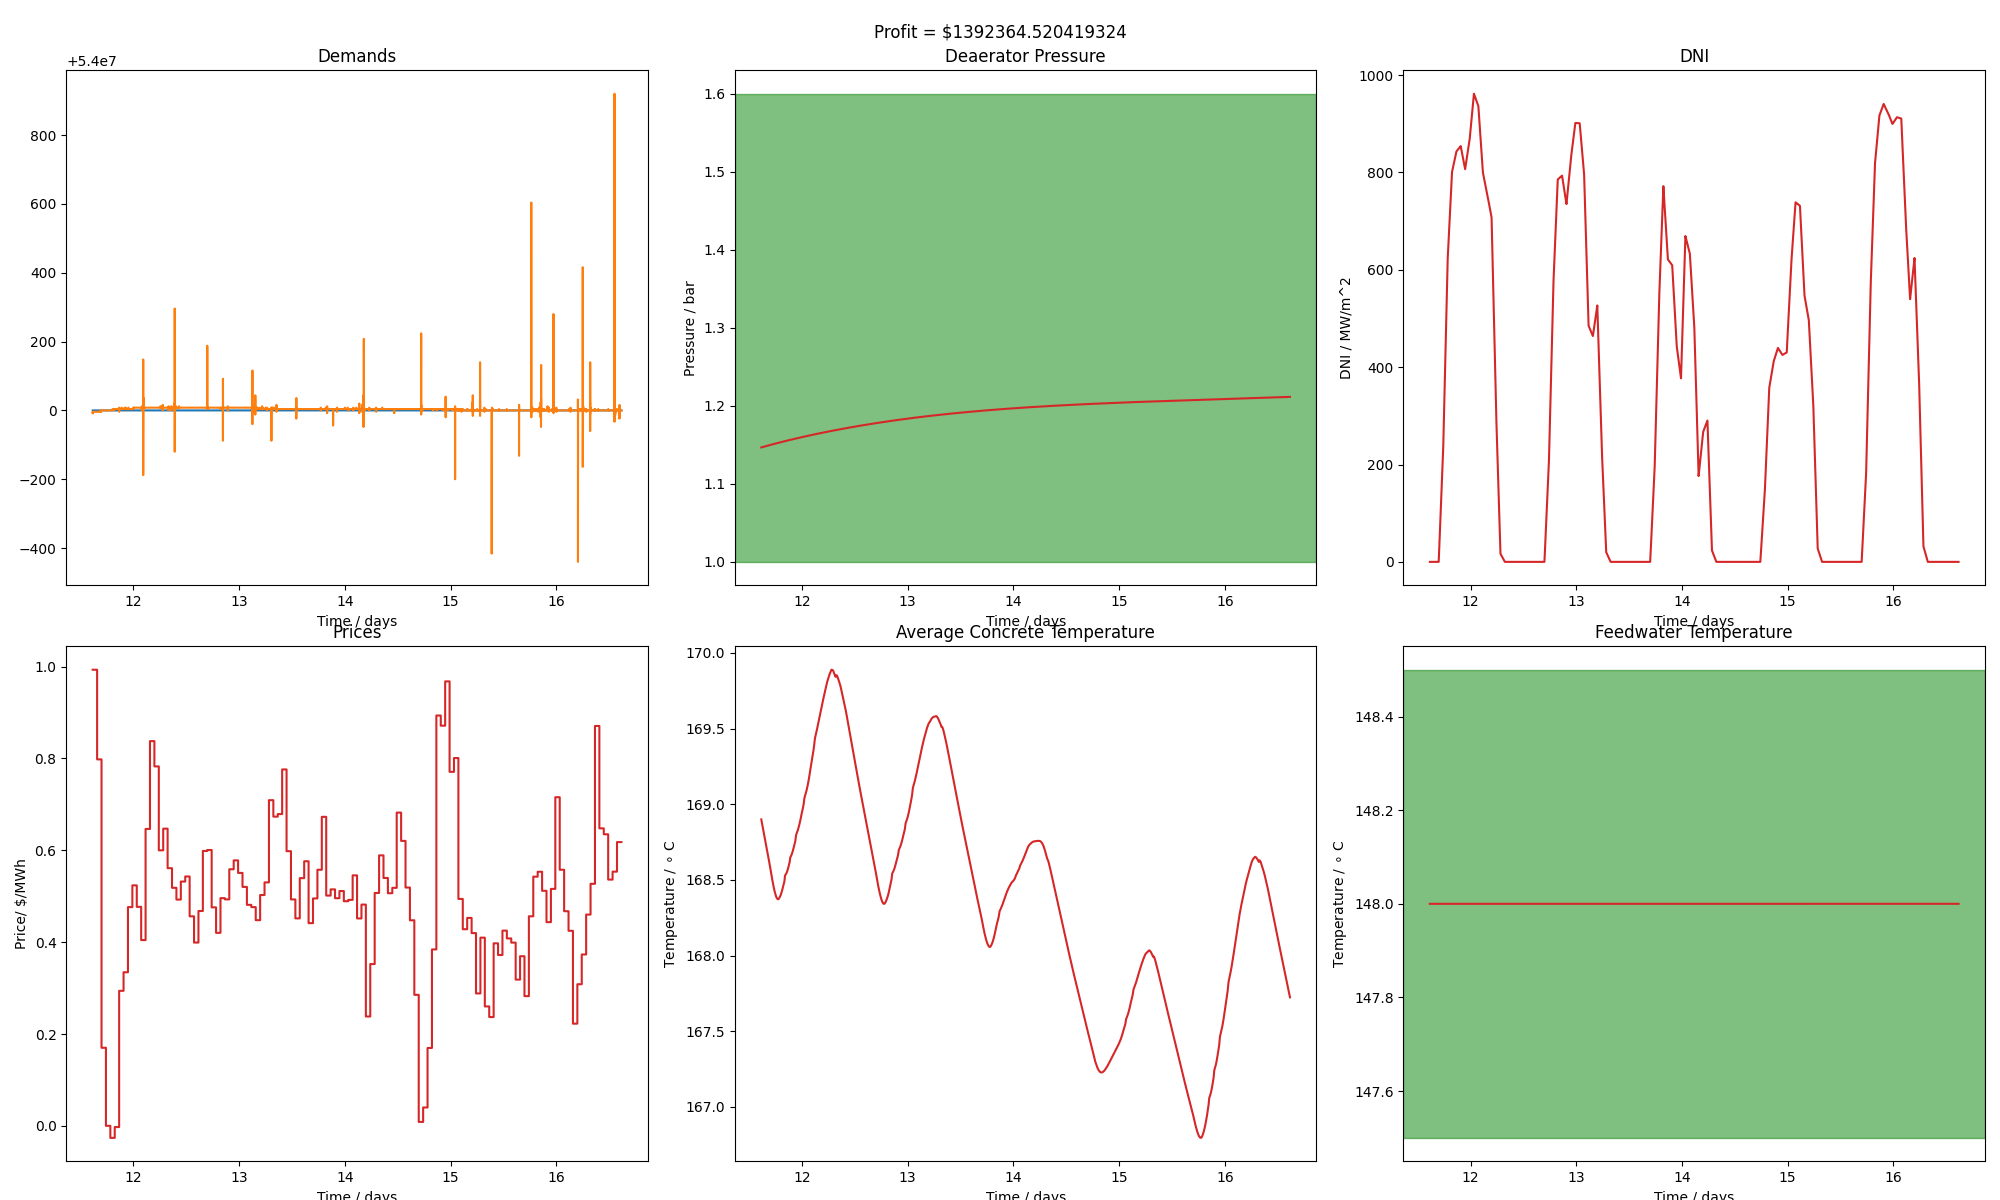 Profit = $1392364.520419324
Demands
+5.4e7
800
600
400
200
0
−200
−400
12 13 14 15 16
Time / days
Deaerator Pressure
Pressure / bar
1.6
1.5
1.4
1.3
1.2
1.1
1.0
12 13 14 15 16
Time / days
DNI
DNI / MW/m^2
1000
800
600
400
200
0
12 13 14 15 16
Time / days
Prices
Price/ $/MWh
1.0
0.8
0.6
0.4
0.2
0.0
12 13 14 15 16
Time / days
Average Concrete Temperature
Temperature / ∘ C
170.0
169.5
169.0
168.5
168.0
167.5
167.0
12 13 14 15 16
Time / days
Feedwater Temperature
Temperature / ∘ C
148.4
148.2
148.0
147.8
147.6
12 13 14 15 16
Time / days